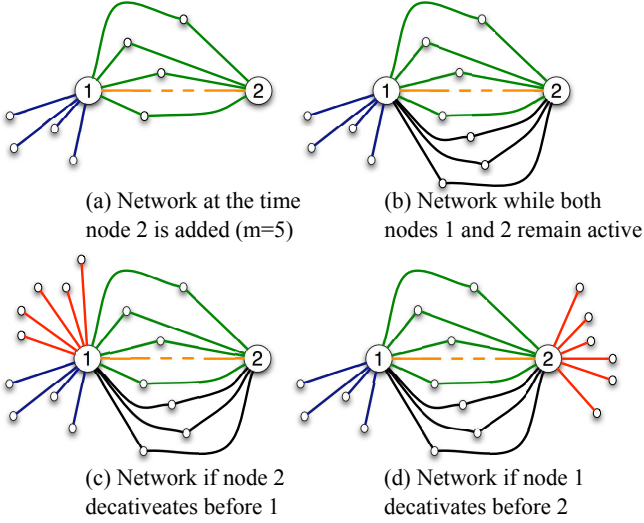 1 2
1 2
(a) Network at the time
node 2 is added (m=5)
(b) Network while both
nodes 1 and 2 remain active
1 2
1 2
(c) Network if node 2
decativeates before 1
(d) Network if node 1
decativates before 2